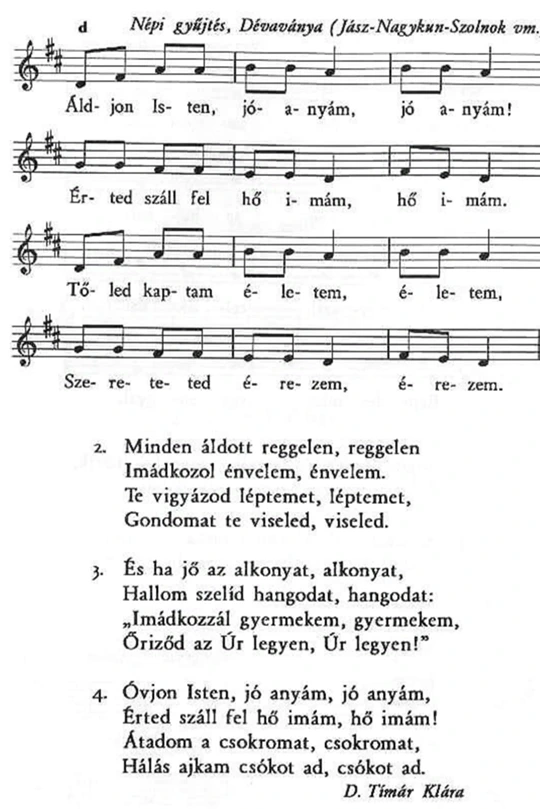 d Népi gyűjtés, Dévaványa (Jász-Nagykun-Szolnok vm.
Áld- jon Is- ten, jó- a- nyám, jó a- nyám!
Ér- ted száll fel hő i- mám, hő i- mám.
Tő- led kap- tam é- le- tem, é- le- tem,
Sze- re- te- ted é- re- zem, é- re- zem.
2. Minden áldott reggelen, reggelen
Imádkozol énvelem, énvelem.
Te vigyázod léptemet, léptemet,
Gondomat te viseled, viseled.
3. És ha jő az alkonyat, alkonyat,
Hallom szelíd hangodat, hangodat:
„Imádkozzál gyermekem, gyermekem,
Őriződ az Úr legyen, Úr legyen!”
4. Óvjon Isten, jó anyám, jó anyám,
Érted száll fel hő imám, hő imám!
Átadom a csokromat, csokromat,
Hálás ajkam csókot ad, csókot ad.
D. Tímár Klára